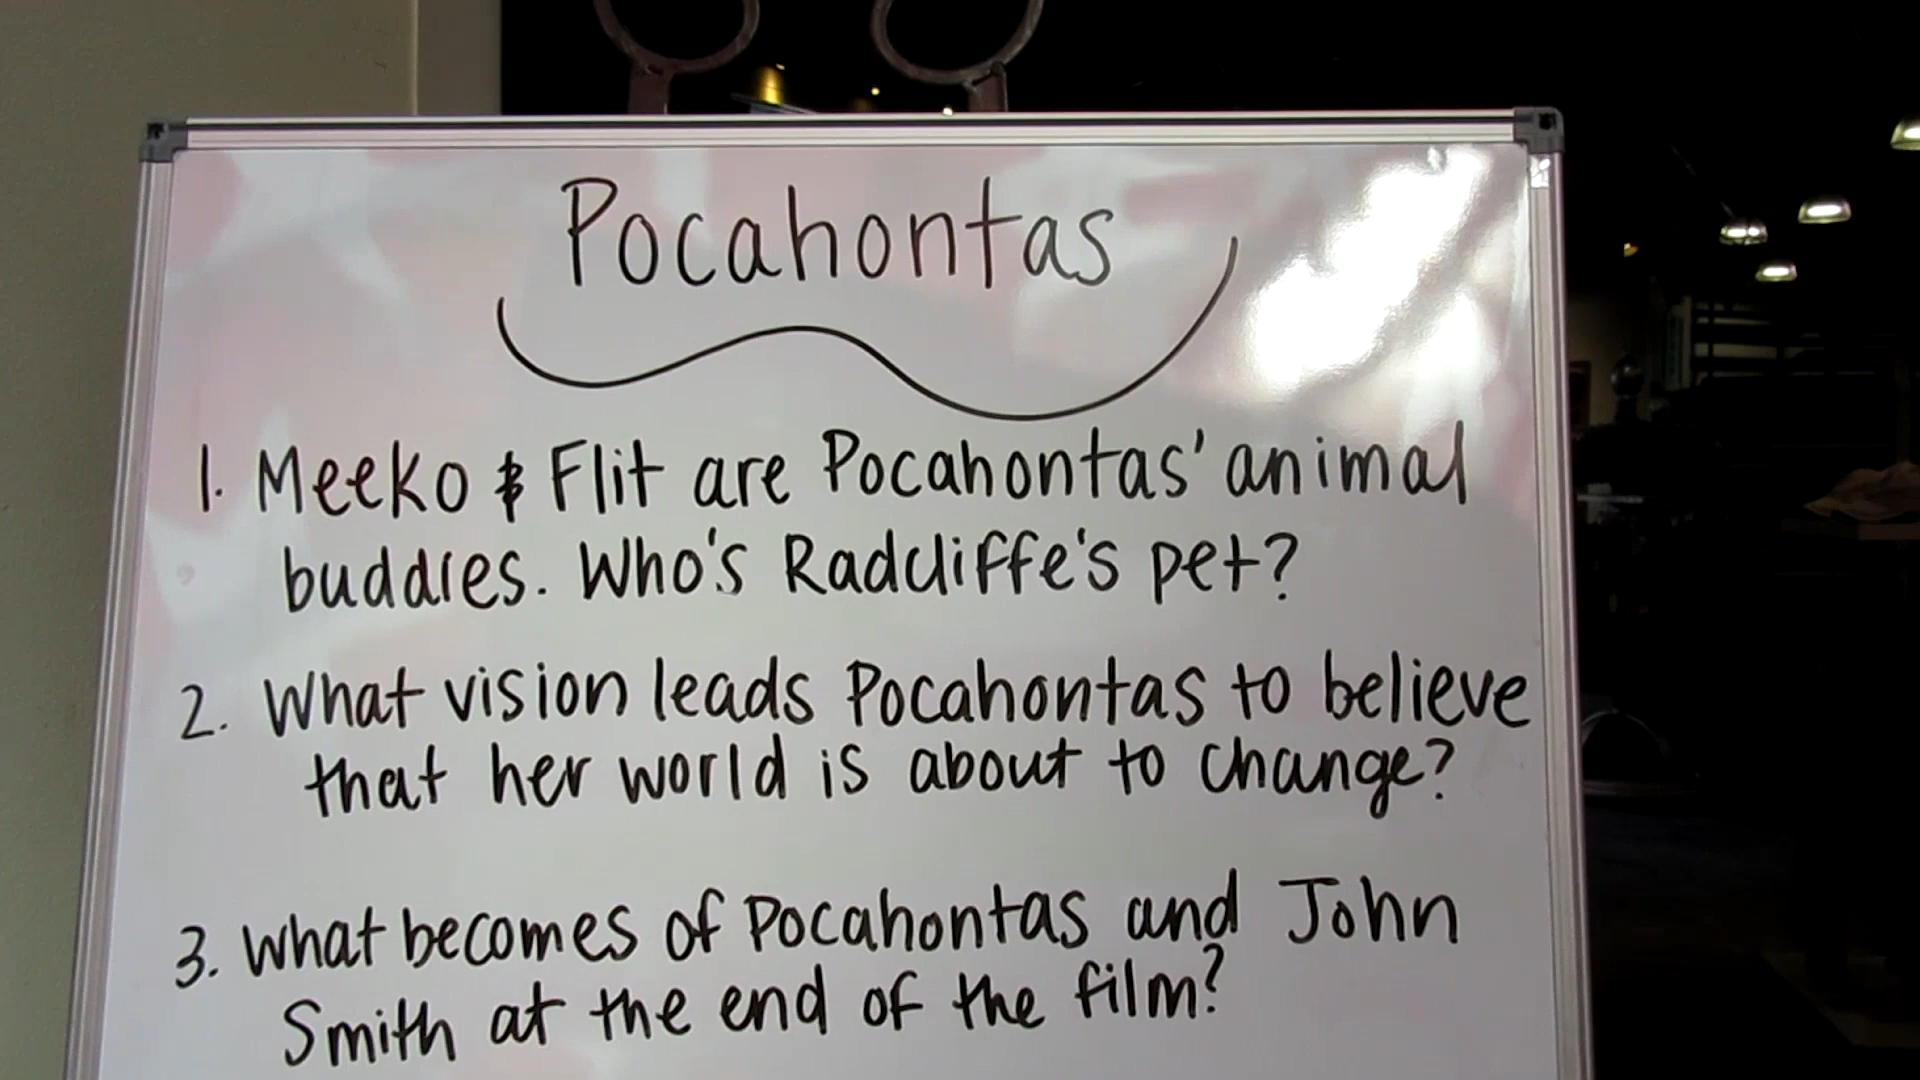 Pocahontas
1. Meeko & Flit are Pocahontas' animal
buddies. Who's Radcliffe's pet?
2. What vision leads Pocahontas to believe
that her world is about to change?
3. What becomes of Pocahontas and John
Smith at the end of the film?